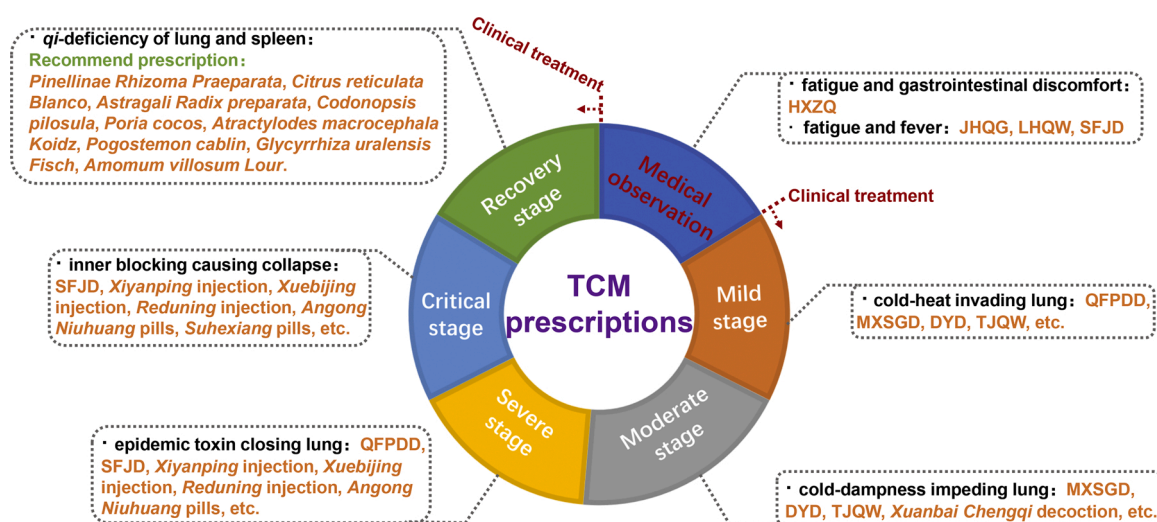 · qi-deficiency of lung and spleen:
Recommend prescription:
Pinellinae Rhizoma Praeparata, Citrus reticulata
Blanco, Astragali Radix preparata, Codonopsis
pilosula, Poria cocos, Atractylodes macrocephala
Koidz, Pogostemon cablin, Glycyrrhiza uralensis
Fisch, Amomum villosum Lour.
Clinical treatment
· fatigue and gastrointestinal discomfort:
HXZQ
· fatigue and fever: JHQG, LHQW, SFJD
Clinical treatment
Recovery
stage
Medical
observation
· inner blocking causing collapse:
SFJD, Xiyanping injection, Xuebijing
injection, Reduning injection, Angong
Niuhuang pills, Suhexiang pills, etc.
Critical
stage
TCM
prescriptions
Mild
stage
· cold-heat invading lung: QFPDD,
MXSGD, DYD, TJQW, etc.
Severe
stage
Moderate
stage
· epidemic toxin closing lung: QFPDD,
SFJD, Xiyanping injection, Xuebijing
injection, Reduning injection, Angong
Niuhuang pills, etc.
· cold-dampness impeding lung: MXSGD,
DYD, TJQW, Xuanbai Chengqi decoction, etc.